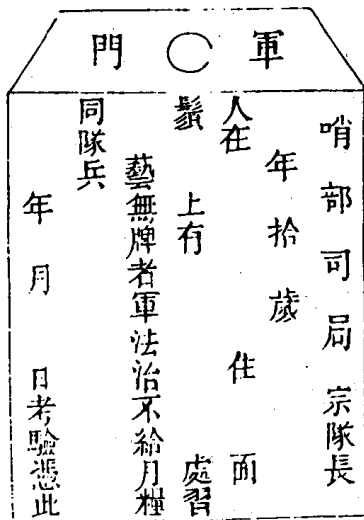 軍門
哨部司局宗隊長
年拾歲
人在住面
鬚上有處習
藝無牌者軍法治不給月糧
同隊兵
年月日考驗憑此